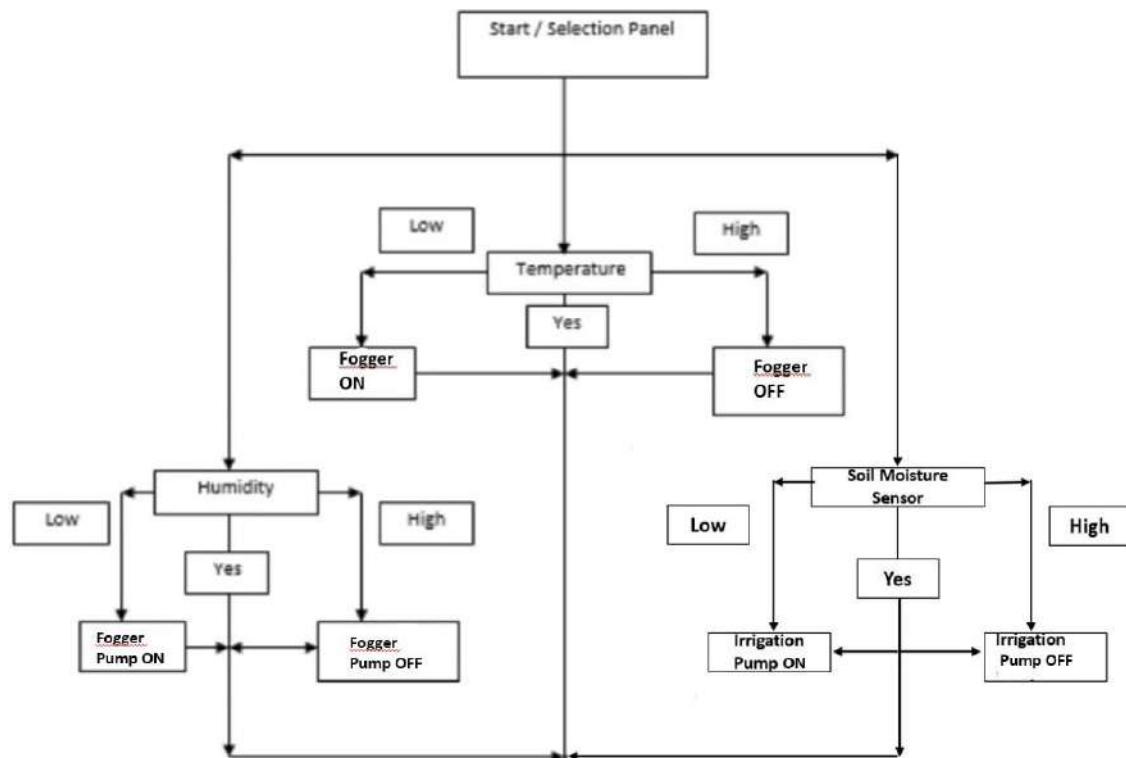 Start / Selection Panel
Low
High
Temperature
Yes
Fogger
ON
Fogger
OFF
Humidity
Low
High
Yes
Fogger
Pump ON
Fogger
Pump OFF
Soil Moisture
Sensor
Low
High
Yes
Irrigation
Pump ON
Irrigation
Pump OFF